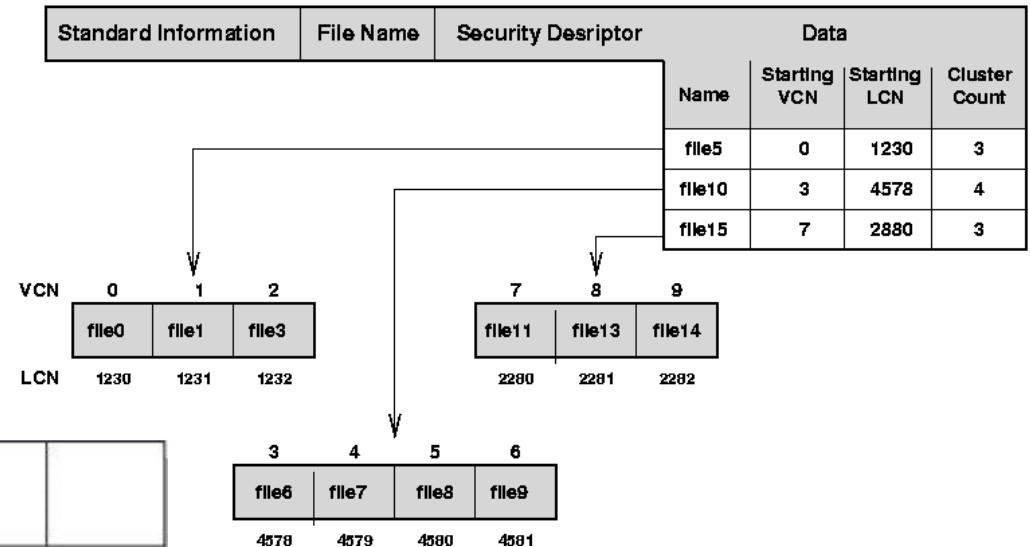 Standard Information File Name Security Desriptor Data
Name Starting VCN Starting LCN Cluster Count
file5 0 1230 3
file10 3 4578 4
file15 7 2880 3
VCN 0 1 2 7 8 9
file0 file1 file3 file11 file13 file14
LCN 1230 1231 1232 2280 2281 2282
3 4 5 6
file6 file7 file8 file9
4578 4579 4580 4581